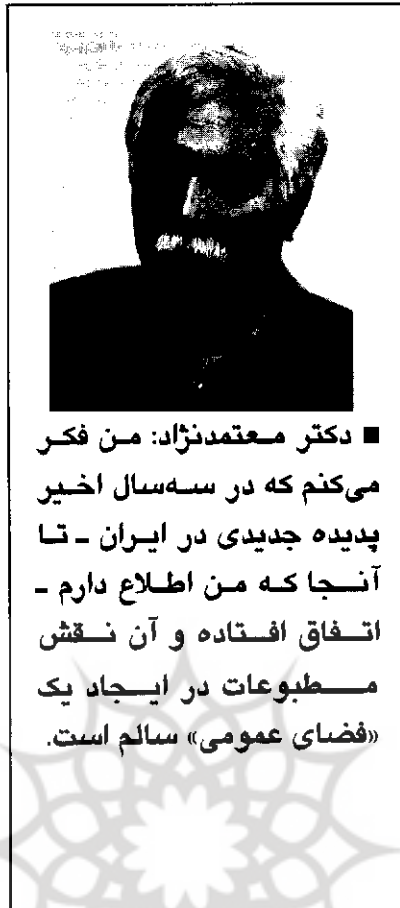 ■ دکتر معتمدنژاد: من فکر
می‌کنم که در سه‌سال اخیر
پدیده جدیدی در ایران ـ تا
آنجا که من اطلاع دارم ـ
اتفاق افتاده و آن نقش
مطبوعات در ایجاد یک
«فضای عمومی» سالم است.